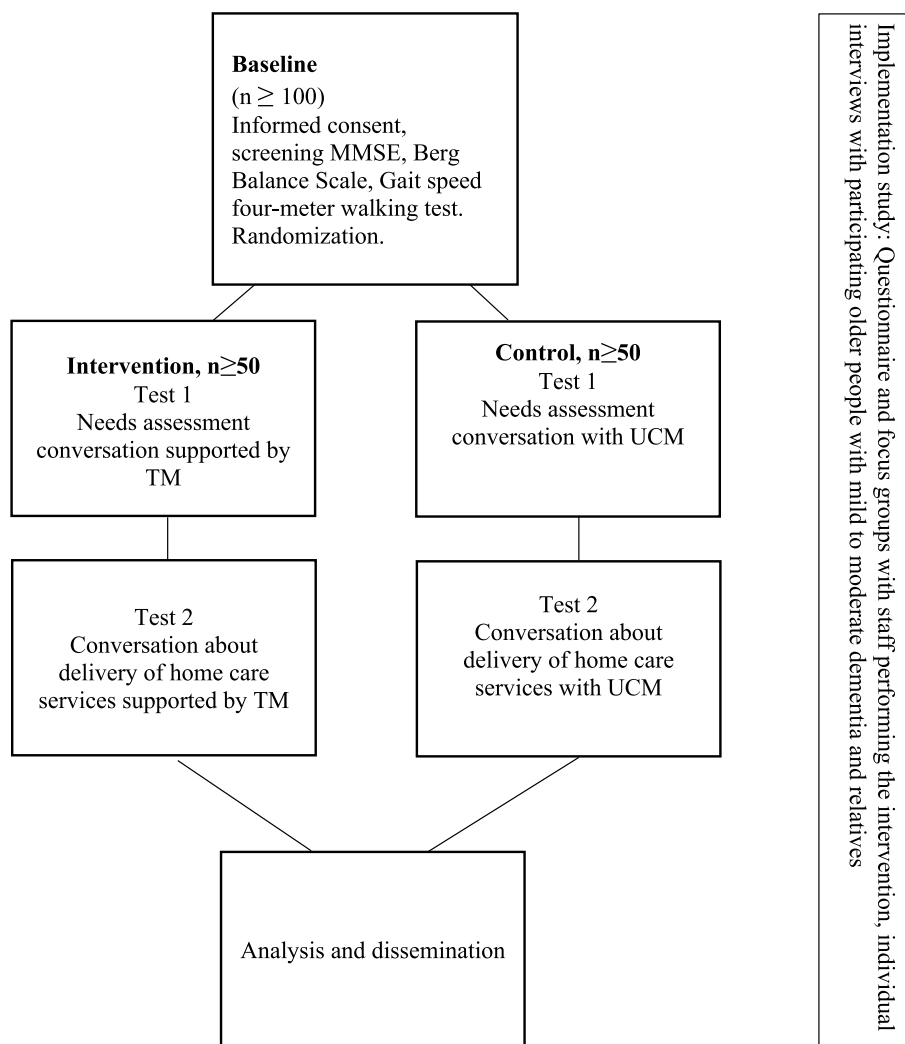 Baseline
(n ≥ 100)
Informed consent,
screening MMSE, Berg
Balance Scale, Gait speed
four-meter walking test.
Randomization.
Intervention, n≥50
Test 1
Needs assessment
conversation supported by
TM
Control, n≥50
Test 1
Needs assessment
conversation with UCM
Test 2
Conversation about
delivery of home care
services supported by TM
Test 2
Conversation about
delivery of home care
services with UCM
Analysis and dissemination
Implementation study: Questionnaire and focus groups with staff performing the intervention, individual
interviews with participating older people with mild to moderate dementia and relatives